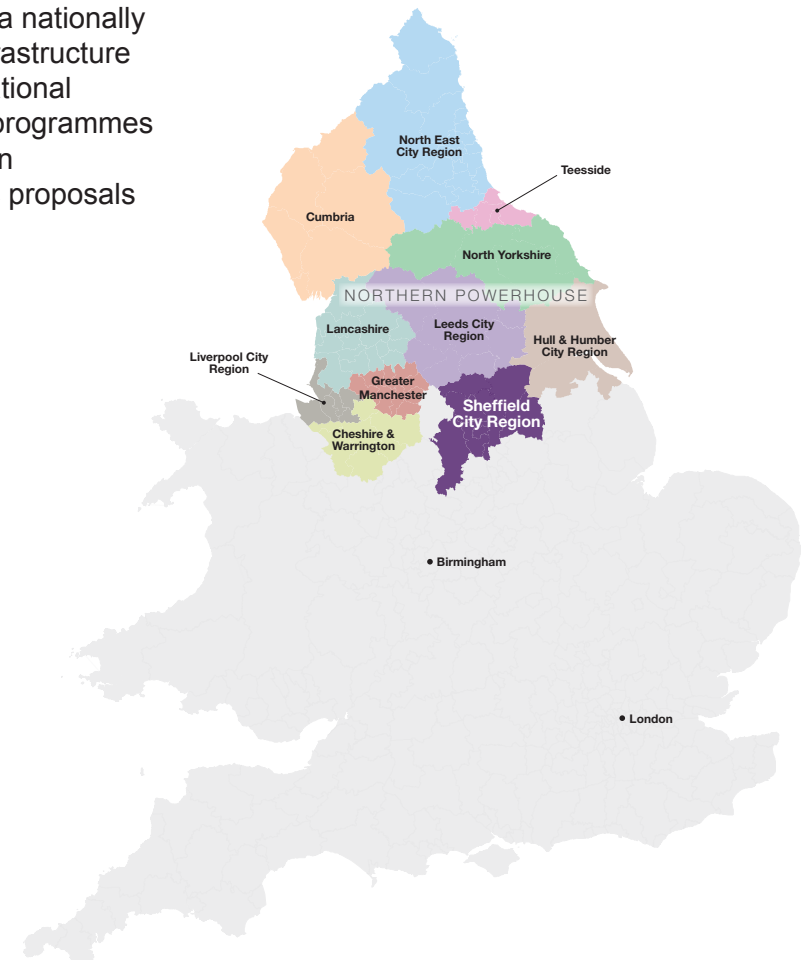 a nationally
rastructure
tional
programmes
n
proposals
North East
City Region
Teesside
Cumbria
North Yorkshire
NORTHERN POWERHOUSE
Lancashire
Leeds City
Region
Hull & Humber
City Region
Liverpool City
Region
Greater
Manchester
Sheffield
City Region
Cheshire &
Warrington
Birmingham
London